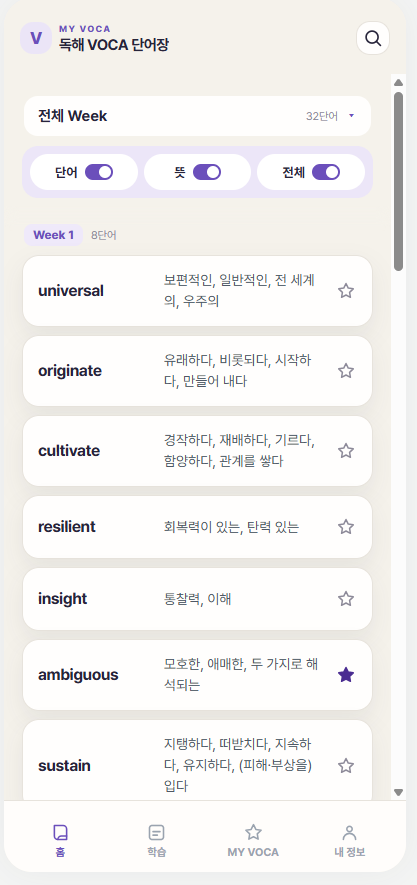 V
MY VOCA
독해 VOCA 단어장
전체 Week
32단어
단어
뜻
전체
Week 1
8단어
universal
보편적인, 일반적인, 전 세계
의, 우주의
originate
유래하다, 비롯되다, 시작하
다, 만들어 내다
cultivate
경작하다, 재배하다, 기르다,
함양하다, 관계를 쌓다
resilient
회복력이 있는, 탄력 있는
insight
통찰력, 이해
ambiguous
모호한, 애매한, 두 가지로 해
석되는
sustain
지탱하다, 떠받치다, 지속하
다, 유지하다, (피해·부상을)
입다
홈
학습
MY VOCA
내 정보